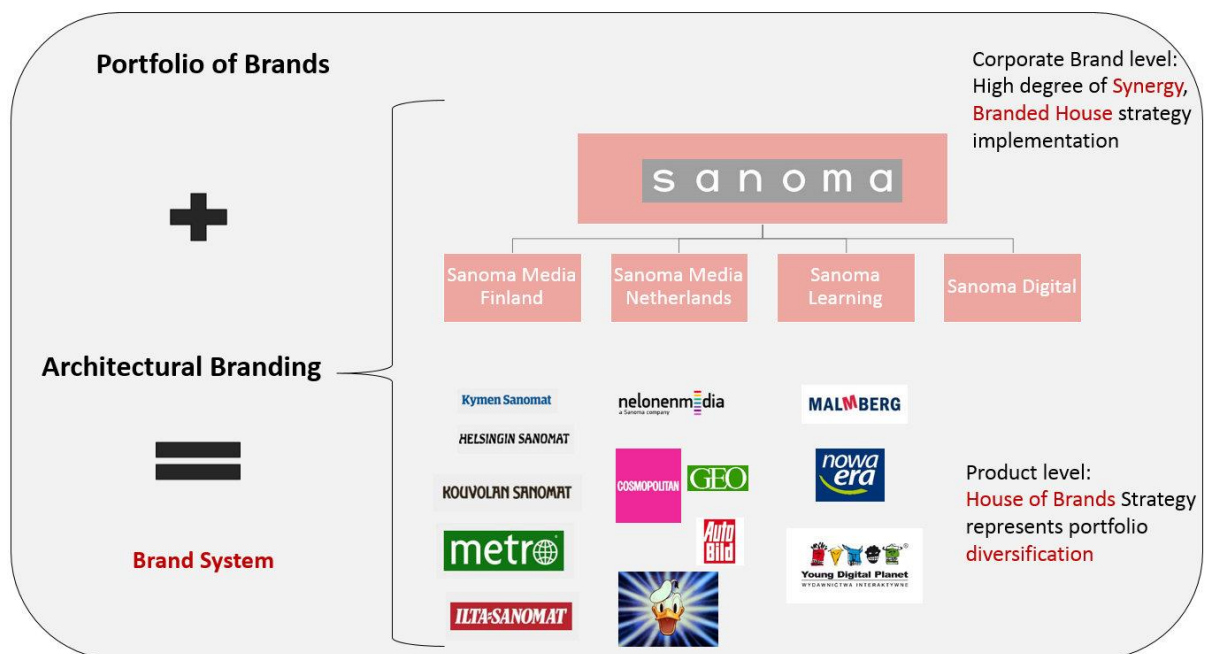 Portfolio of Brands
Architectural Branding
Brand System
Corporate Brand level:
High degree of Synergy,
Branded House strategy
implementation
sanoma
Sanoma Media
Finland
Sanoma Media
Netherlands
Sanoma
Learning
Sanoma Digital
Kymen Sanomat
HELSINGIN SANOMAT
KOUVOLAN SANOMAT
metro
ILTA-SANOMAT
nelonenmedia
a Sanoma company
COSMOPOLITAN
GEO
Auto
Bild
MALMBERG
nowa
era
Young Digital Planet
WYDAWNICTWA INTERAKTYWNE
Product level:
House of Brands Strategy
represents portfolio
diversification